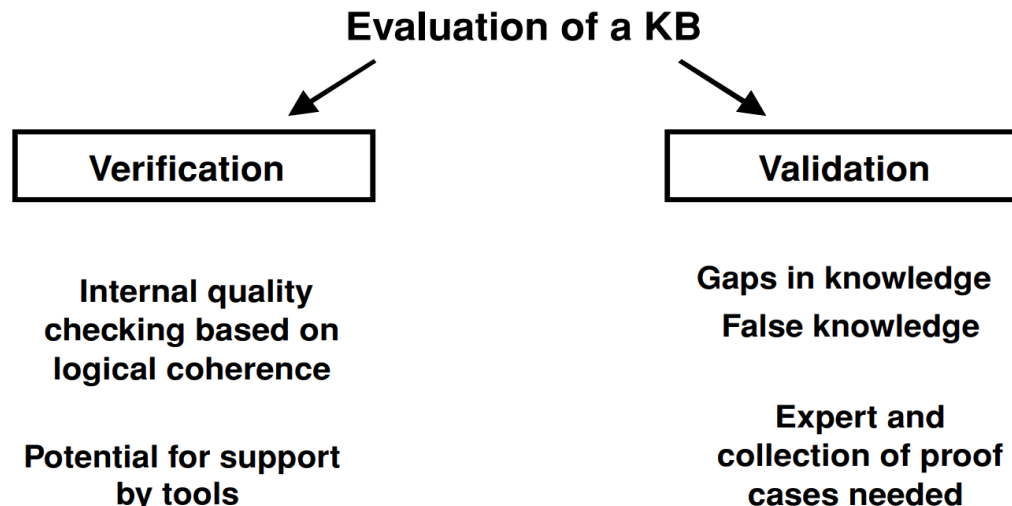 Evaluation of a KB
Verification
Internal quality
checking based on
logical coherence
Potential for support
by tools
Validation
Gaps in knowledge
False knowledge
Expert and
collection of proof
cases needed